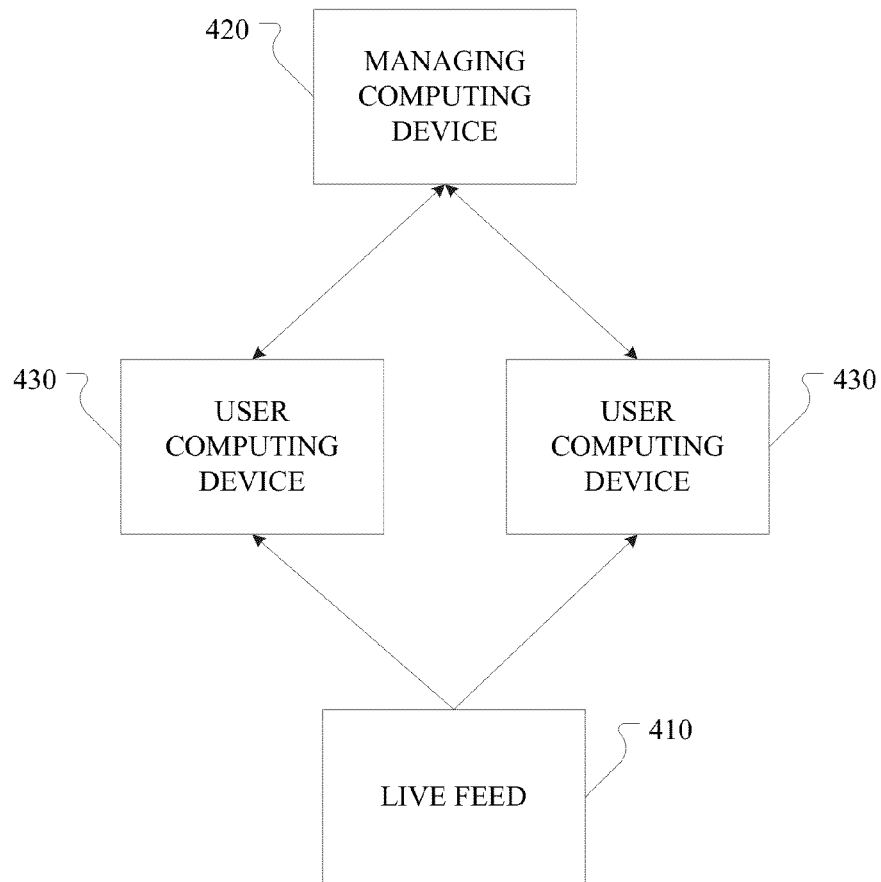 420
MANAGING
COMPUTING
DEVICE
430
USER
COMPUTING
DEVICE
USER
COMPUTING
DEVICE
430
410
LIVE FEED